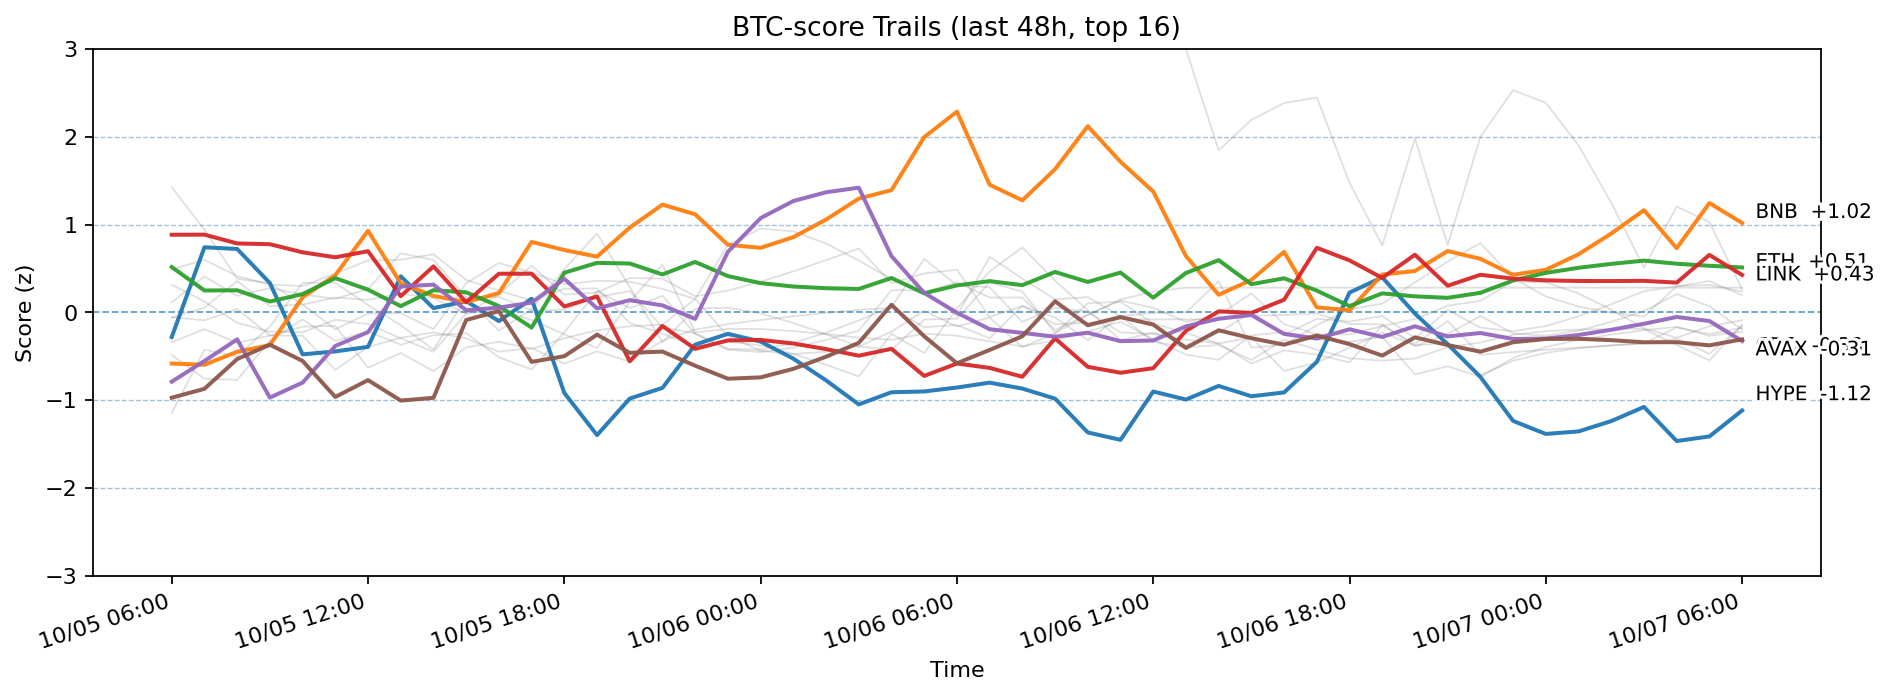 BTC-score Trails (last 48h, top 16)
Score (z)
3
2
1
0
−1
−2
−3
BNB +1.02
ETH +0.51
LINK +0.43
AVAX -0.31
HYPE -1.12
10/05 06:00
10/05 12:00
10/05 18:00
10/06 00:00
10/06 06:00
10/06 12:00
10/06 18:00
10/07 00:00
10/07 06:00
Time